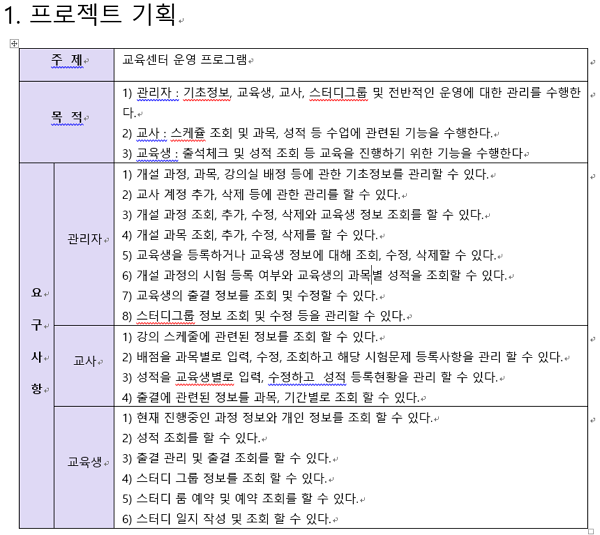 1. 프로젝트 기획
주 제
교육센터 운영 프로그램
목 적
1) 관리자 : 기초정보, 교육생, 교사, 스터디그룹 및 전반적인 운영에 대한 관리를 수행한
다.
2) 교사 : 스케쥴 조회 및 과목, 성적 등 수업에 관련된 기능을 수행한다.
3) 교육생 : 출석체크 및 성적 조회 등 교육을 진행하기 위한 기능을 수행한다
요
구
사
항
관리자
1) 개설 과정, 과목, 강의실 배정 등에 관한 기초정보를 관리할 수 있다.
2) 교사 계정 추가, 삭제 등에 관한 관리를 할 수 있다.
3) 개설 과정 조회, 추가, 수정, 삭제와 교육생 정보 조회를 할 수 있다.
4) 개설 과목 조회, 추가, 수정, 삭제를 할 수 있다.
5) 교육생을 등록하거나 교육생 정보에 대해 조회, 수정, 삭제할 수 있다.
6) 개설 과정의 시험 등록 여부와 교육생의 과목별 성적을 조회할 수 있다.
7) 교육생의 출결 정보를 조회 및 수정할 수 있다.
8) 스터디그룹 정보 조회 및 수정 등을 관리할 수 있다.
교사
1) 강의 스케줄에 관련된 정보를 조회 할 수 있다.
2) 배점을 과목별로 입력, 수정, 조회하고 해당 시험문제 등록사항을 관리 할 수 있다.
3) 성적을 교육생별로 입력, 수정하고 성적 등록현황을 관리 할 수 있다.
4) 출결에 관련된 정보를 과목, 기간별로 조회 할 수 있다.
교육생
1) 현재 진행중인 과정 정보와 개인 정보를 조회 할 수 있다.
2) 성적 조회를 할 수 있다.
3) 출결 관리 및 출결 조회를 할 수 있다.
4) 스터디 그룹 정보를 조회 할 수 있다.
5) 스터디 룸 예약 및 예약 조회를 할 수 있다.
6) 스터디 일지 작성 및 조회 할 수 있다.